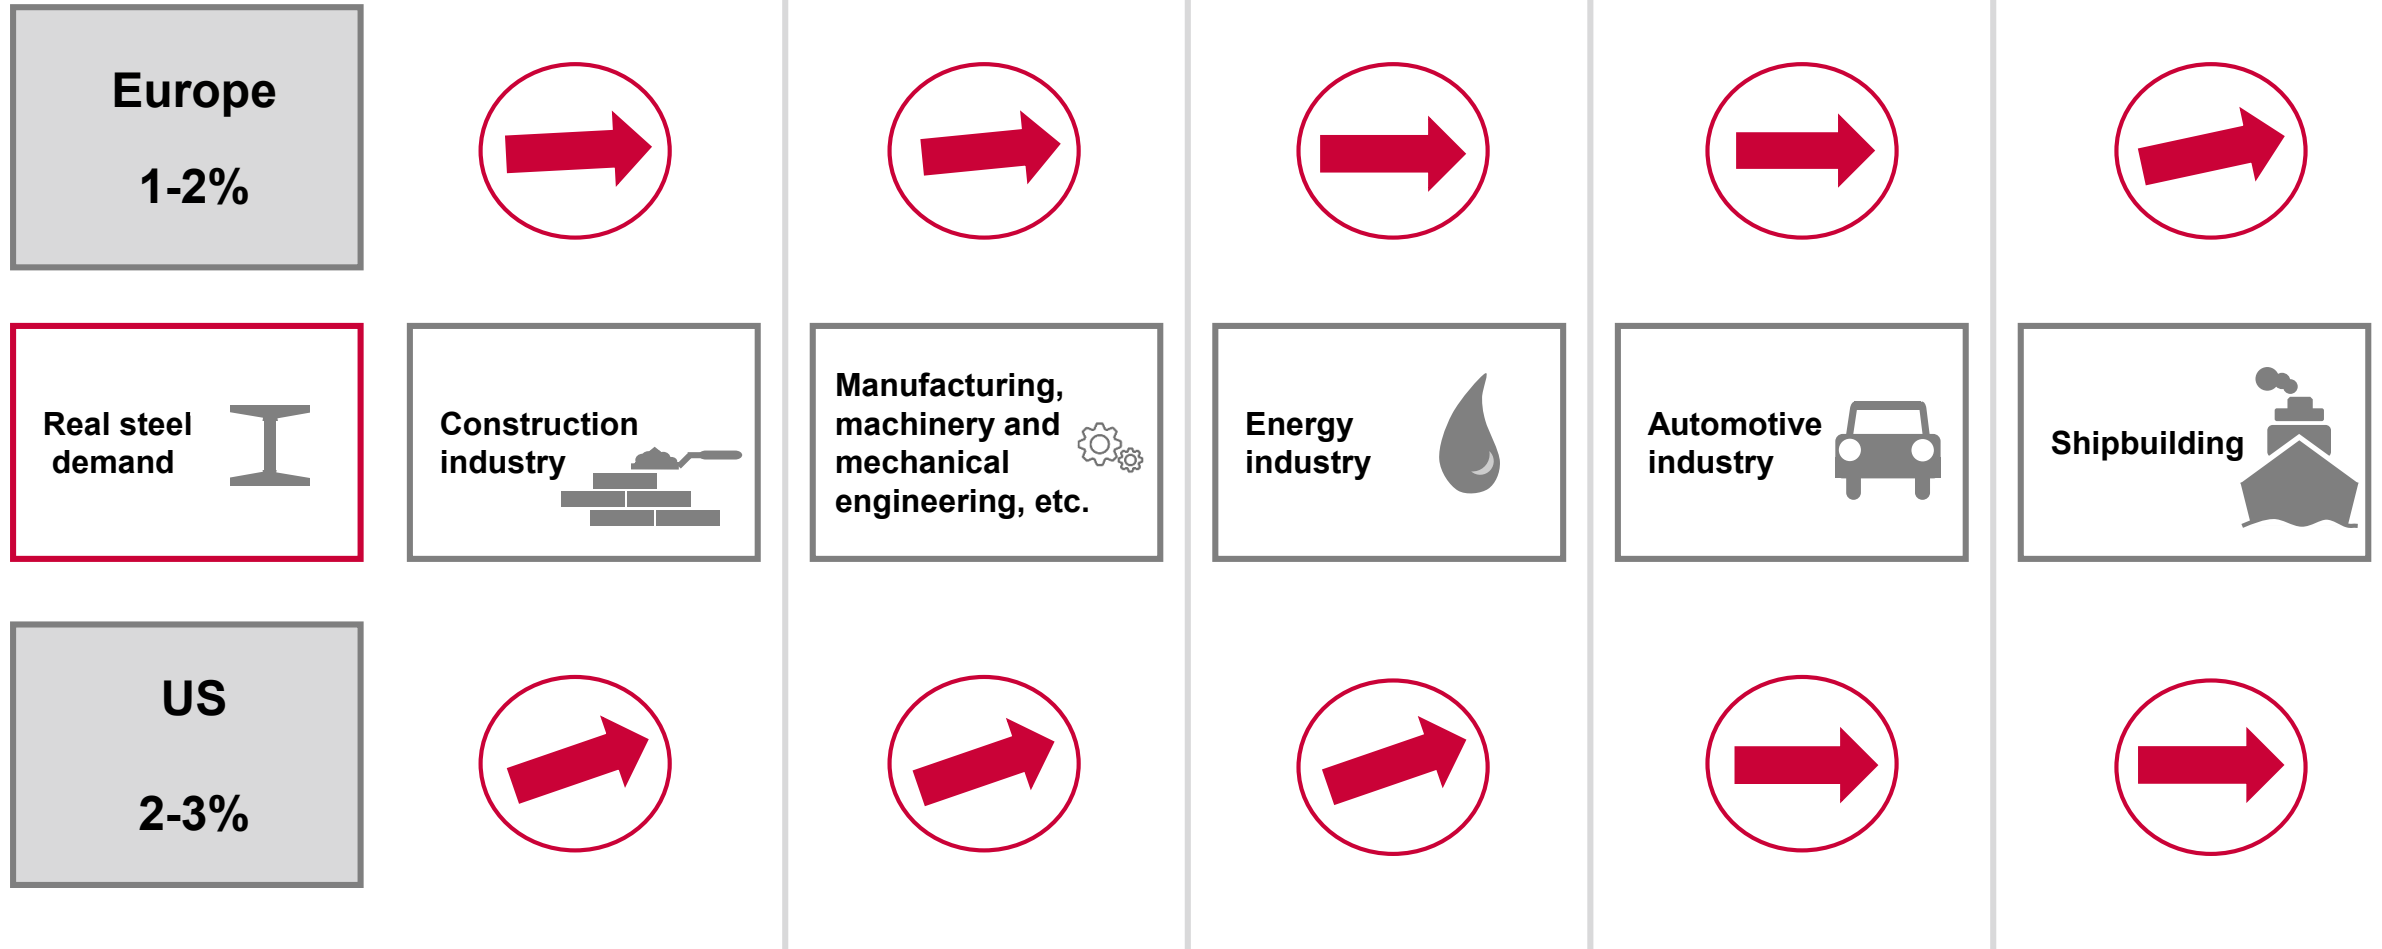 Europe
1-2%
Real steel
demand
Construction
industry
Manufacturing,
machinery and
mechanical
engineering, etc.
Energy
industry
Automotive
industry
Shipbuilding
US
2-3%